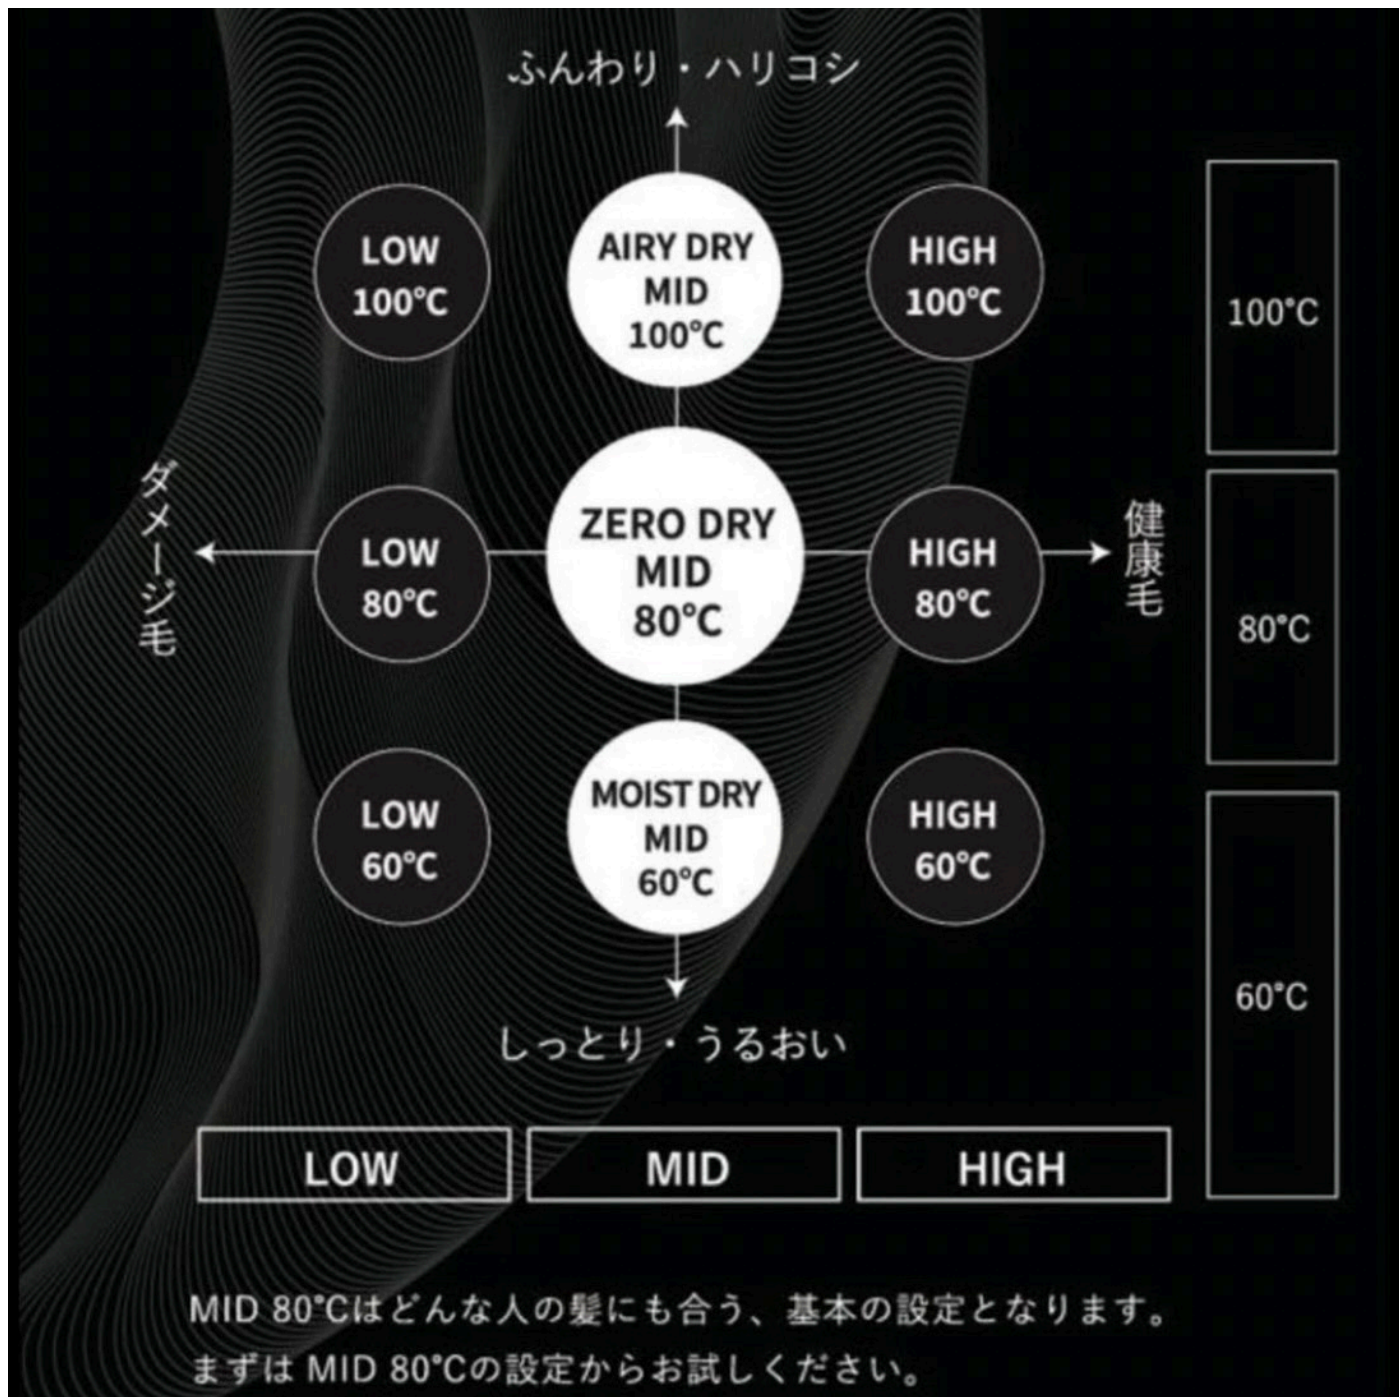 ふんわり・ハリコシ
LOW
100℃
AIRY DRY
MID
100℃
HIGH
100℃
100°C
ダメージ毛
LOW
80℃
ZERO DRY
MID
80℃
HIGH
80℃
健康毛
80°C
LOW
60℃
MOIST DRY
MID
60℃
HIGH
60℃
60°C
しっとり・うるおい
LOW
MID
HIGH
MID 80°Cはどんな人の髪にも合う、基本の設定となります。
まずは MID 80°Cの設定からお試しください。